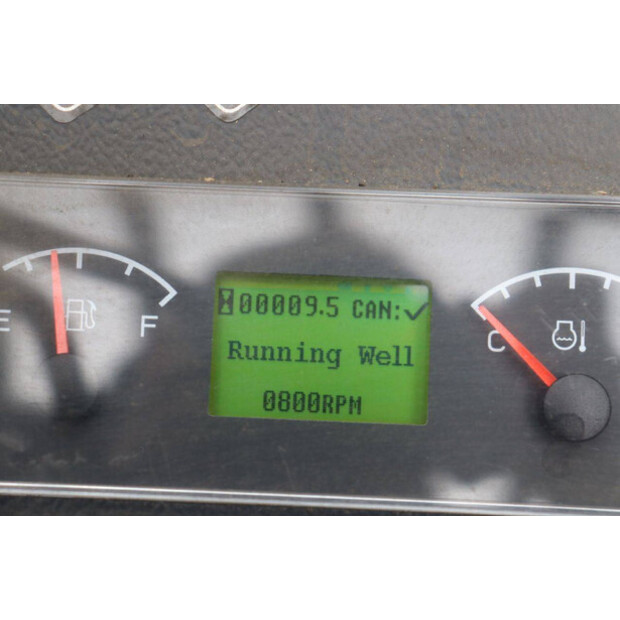 00009.5 CAN:✓
E F
Running Well
C
0800RPM